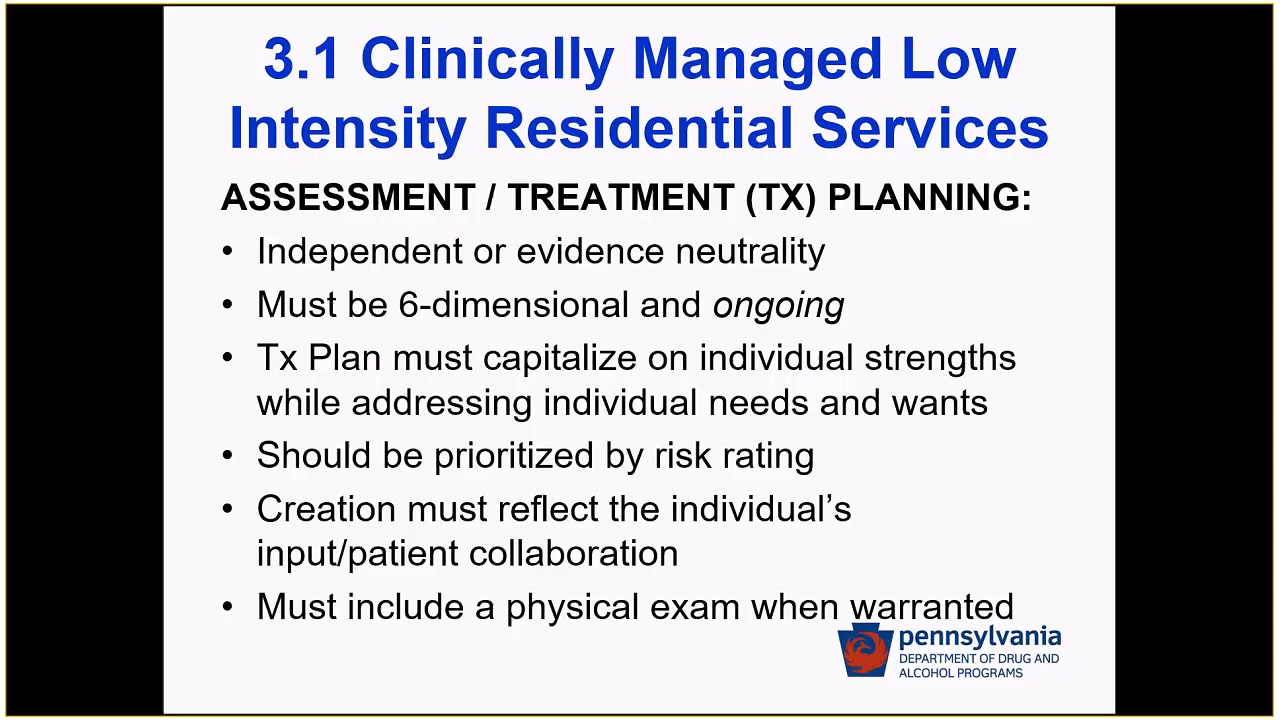 3.1 Clinically Managed Low
Intensity Residential Services
ASSESSMENT / TREATMENT (TX) PLANNING:
• Independent or evidence neutrality
• Must be 6-dimensional and ongoing
• Tx Plan must capitalize on individual strengths
while addressing individual needs and wants
• Should be prioritized by risk rating
• Creation must reflect the individual’s
input/patient collaboration
• Must include a physical exam when warranted
pennsylvania
DEPARTMENT OF DRUG AND
ALCOHOL PROGRAMS